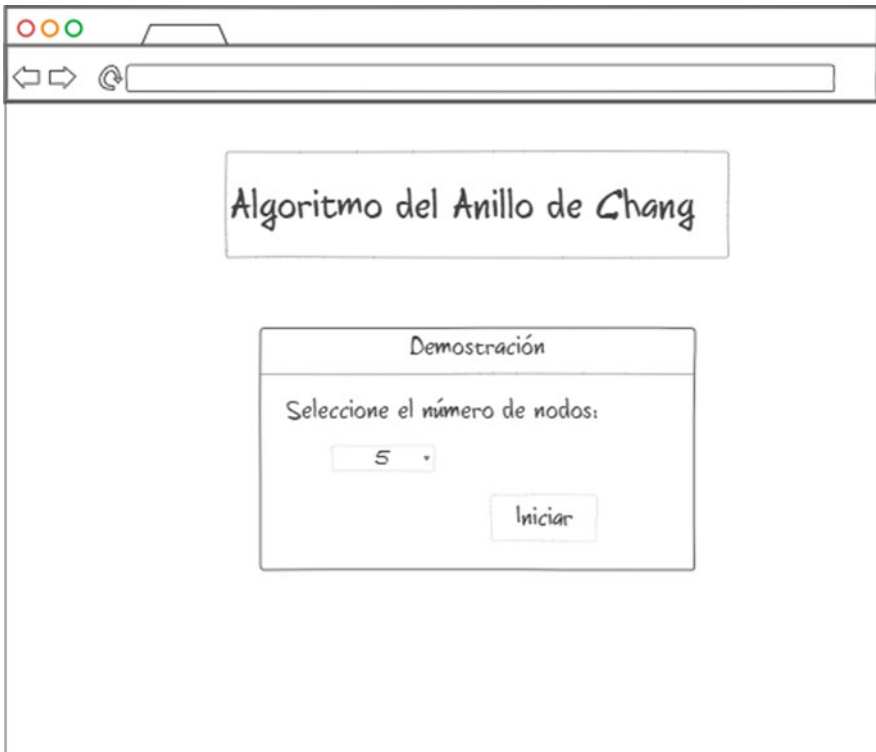 Algoritmo del Anillo de Chang
Demostración
Seleccione el número de nodos:
5
Iniciar